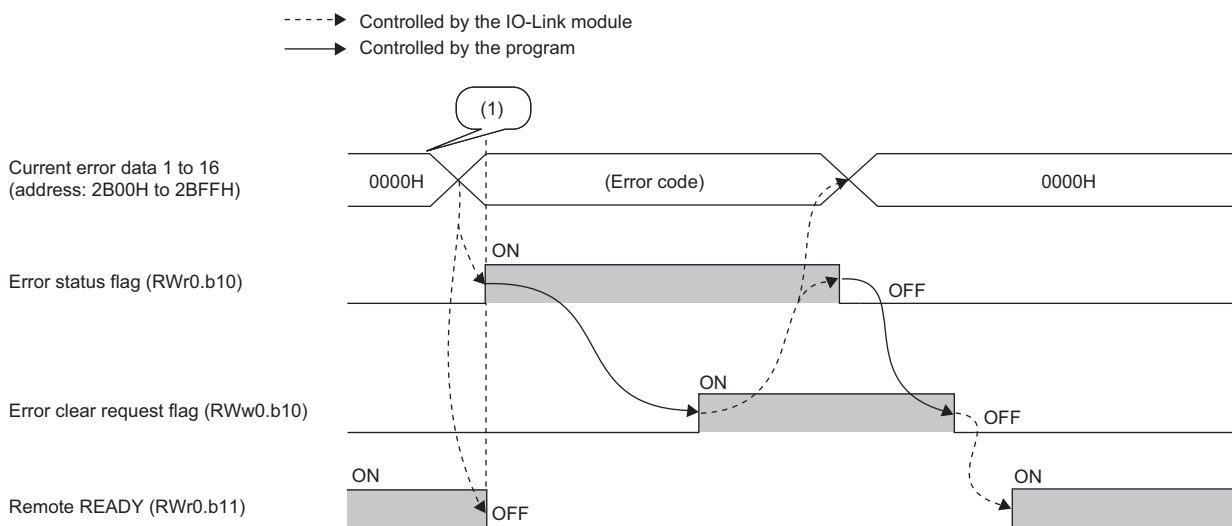 Controlled by the IO-Link module
Controlled by the program
(1)
Current error data 1 to 16
(address: 2B00H to 2BFFH)
0000H
(Error code)
0000H
ON
Error status flag (RWr0.b10)
OFF
ON
Error clear request flag (RWw0.b10)
OFF
ON
ON
Remote READY (RWr0.b11)
OFF